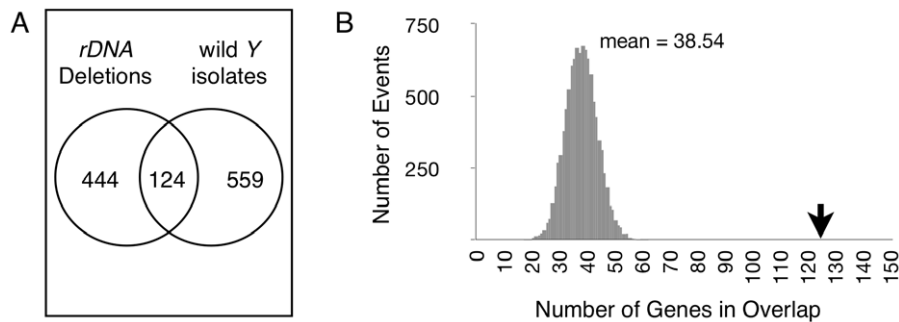 A
rDNA Deletions
wild Y isolates
444
124
559
B
mean = 38.54
Number of Events
750
500
250
0 10 20 30 40 50 60 70 80 90 100 110 120 130 140 150
Number of Genes in Overlap